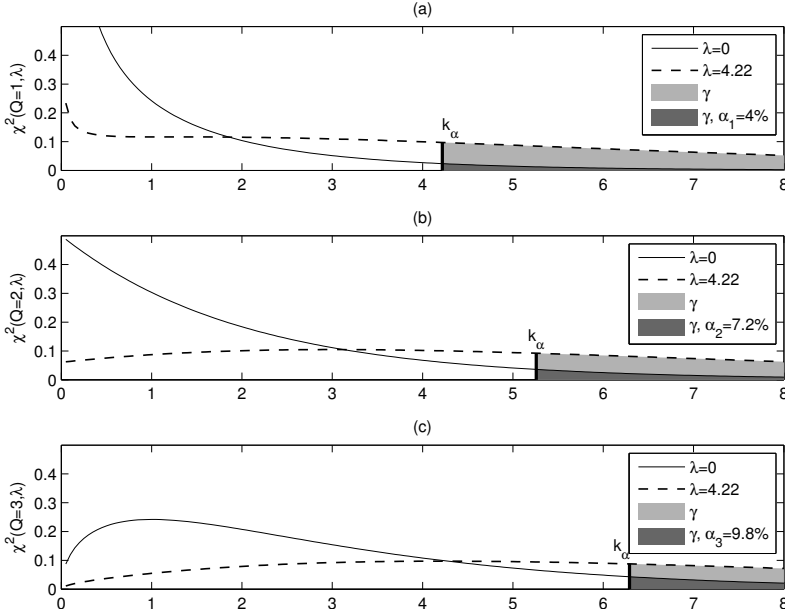 (a)
χ²(Q=1,λ)
0.4
0.3
0.2
0.1
0
0 1 2 3 4 5 6 7 8
k_α
λ=0
λ=4.22
γ
γ, α₁=4%
(b)
χ²(Q=2,λ)
0.4
0.3
0.2
0.1
0
0 1 2 3 4 5 6 7 8
k_α
λ=0
λ=4.22
γ
γ, α₂=7.2%
(c)
χ²(Q=3,λ)
0.4
0.3
0.2
0.1
0
0 1 2 3 4 5 6 7 8
k_α
λ=0
λ=4.22
γ
γ, α₃=9.8%